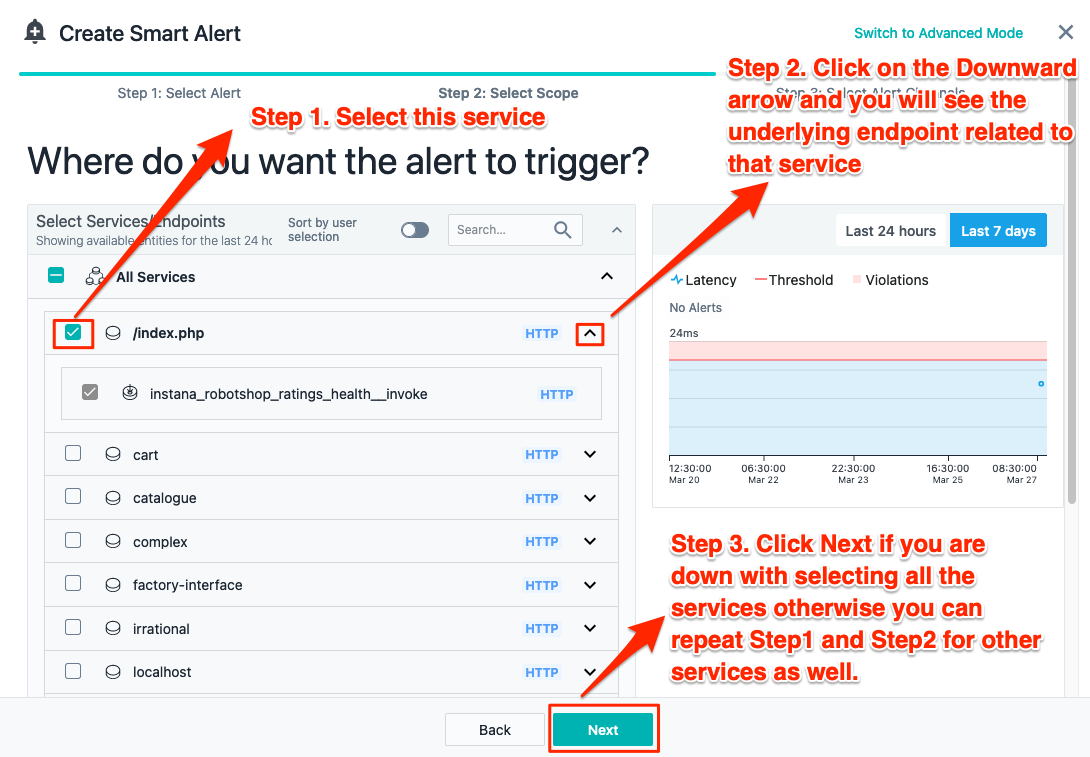 Create Smart Alert
Switch to Advanced Mode
Step 1: Select Alert
Step 2: Select Scope
Step 3: Select Alert Channels
Step 1. Select this service
Step 2. Click on the Downward
arrow and you will see the
underlying endpoint related to
that service
Where do you want the alert to trigger?
Select Services/Endpoints
Showing available entities for the last 24 h
Sort by user
selection
Search...
Last 24 hours
Last 7 days
All Services
/index.php
HTTP
instana_robotshop_ratings_health__invoke
HTTP
cart
HTTP
catalogue
HTTP
complex
HTTP
factory-interface
HTTP
irrational
HTTP
localhost
HTTP
Latency
Threshold
Violations
No Alerts
24ms
12:30:00 06:30:00 22:30:00 16:30:00 08:30:00
Mar 20 Mar 22 Mar 23 Mar 25 Mar 27
Step 3. Click Next if you are
down with selecting all the
services otherwise you can
repeat Step1 and Step2 for other
services as well.
Back
Next